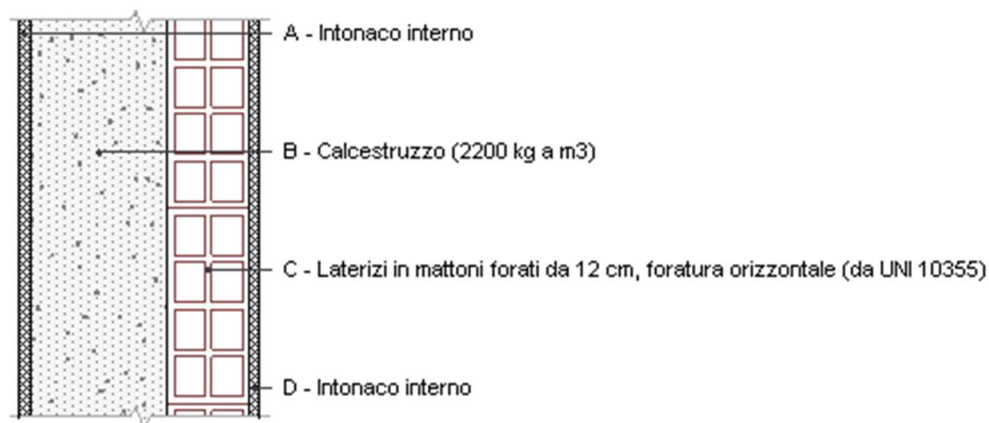 A - Intonaco interno
B - Calcestruzzo (2200 kg a m3)
C - Laterizi in mattoni forati da 12 cm, foratura orizzontale (da UNI 10355)
D - Intonaco interno